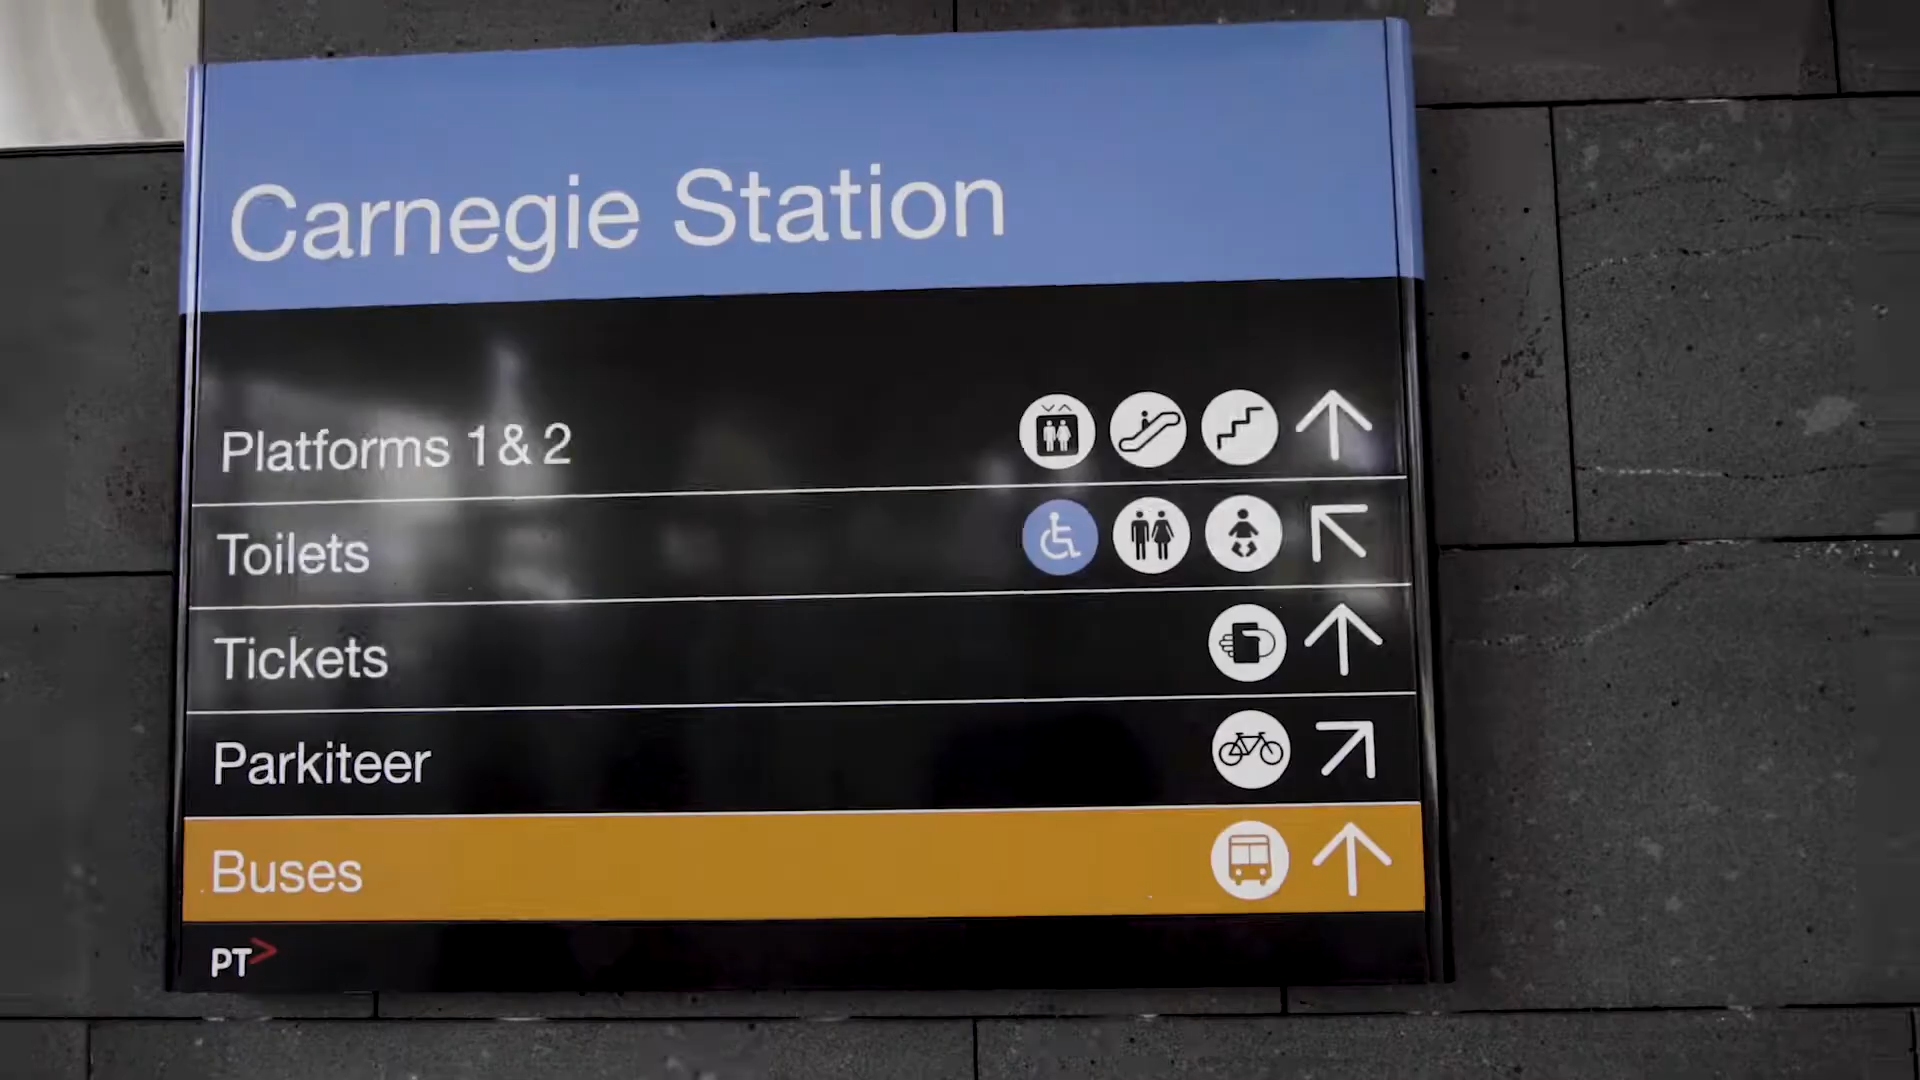 Carnegie Station
Platforms 1 & 2
Toilets
Tickets
Parkiteer
Buses
PT>